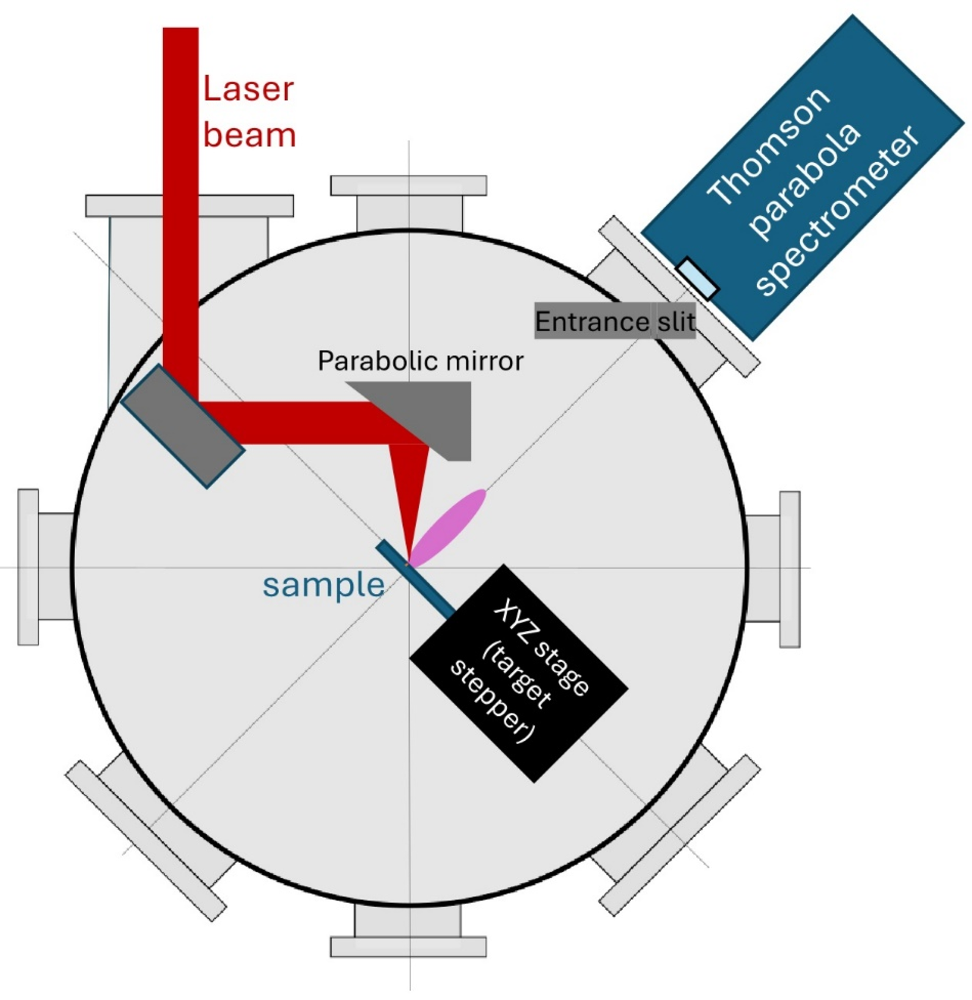 Laser
beam
Thomson
parabola
spectrometer
Entrance slit
Parabolic mirror
sample
XYZ stage
(target
stepper)